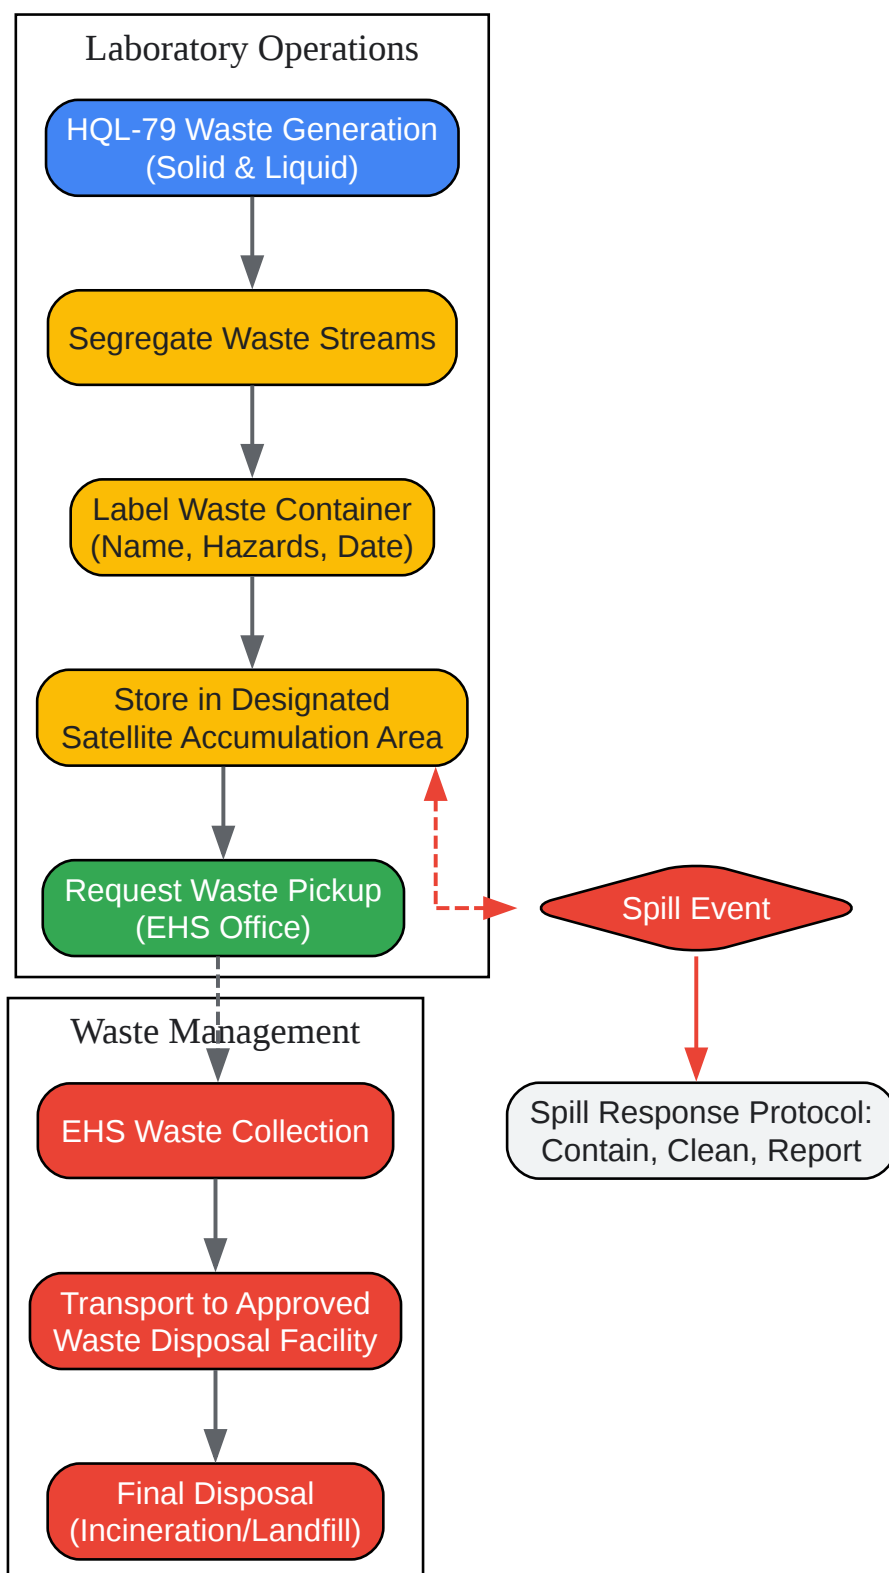 Laboratory Operations
HQL-79 Waste Generation
(Solid & Liquid)
Segregate Waste Streams
Label Waste Container
(Name, Hazards, Date)
Store in Designated
Satellite Accumulation Area
Request Waste Pickup
(EHS Office)
Spill Event
Waste Management
EHS Waste Collection
Spill Response Protocol:
Contain, Clean, Report
Transport to Approved
Waste Disposal Facility
Final Disposal
(Incineration/Landfill)